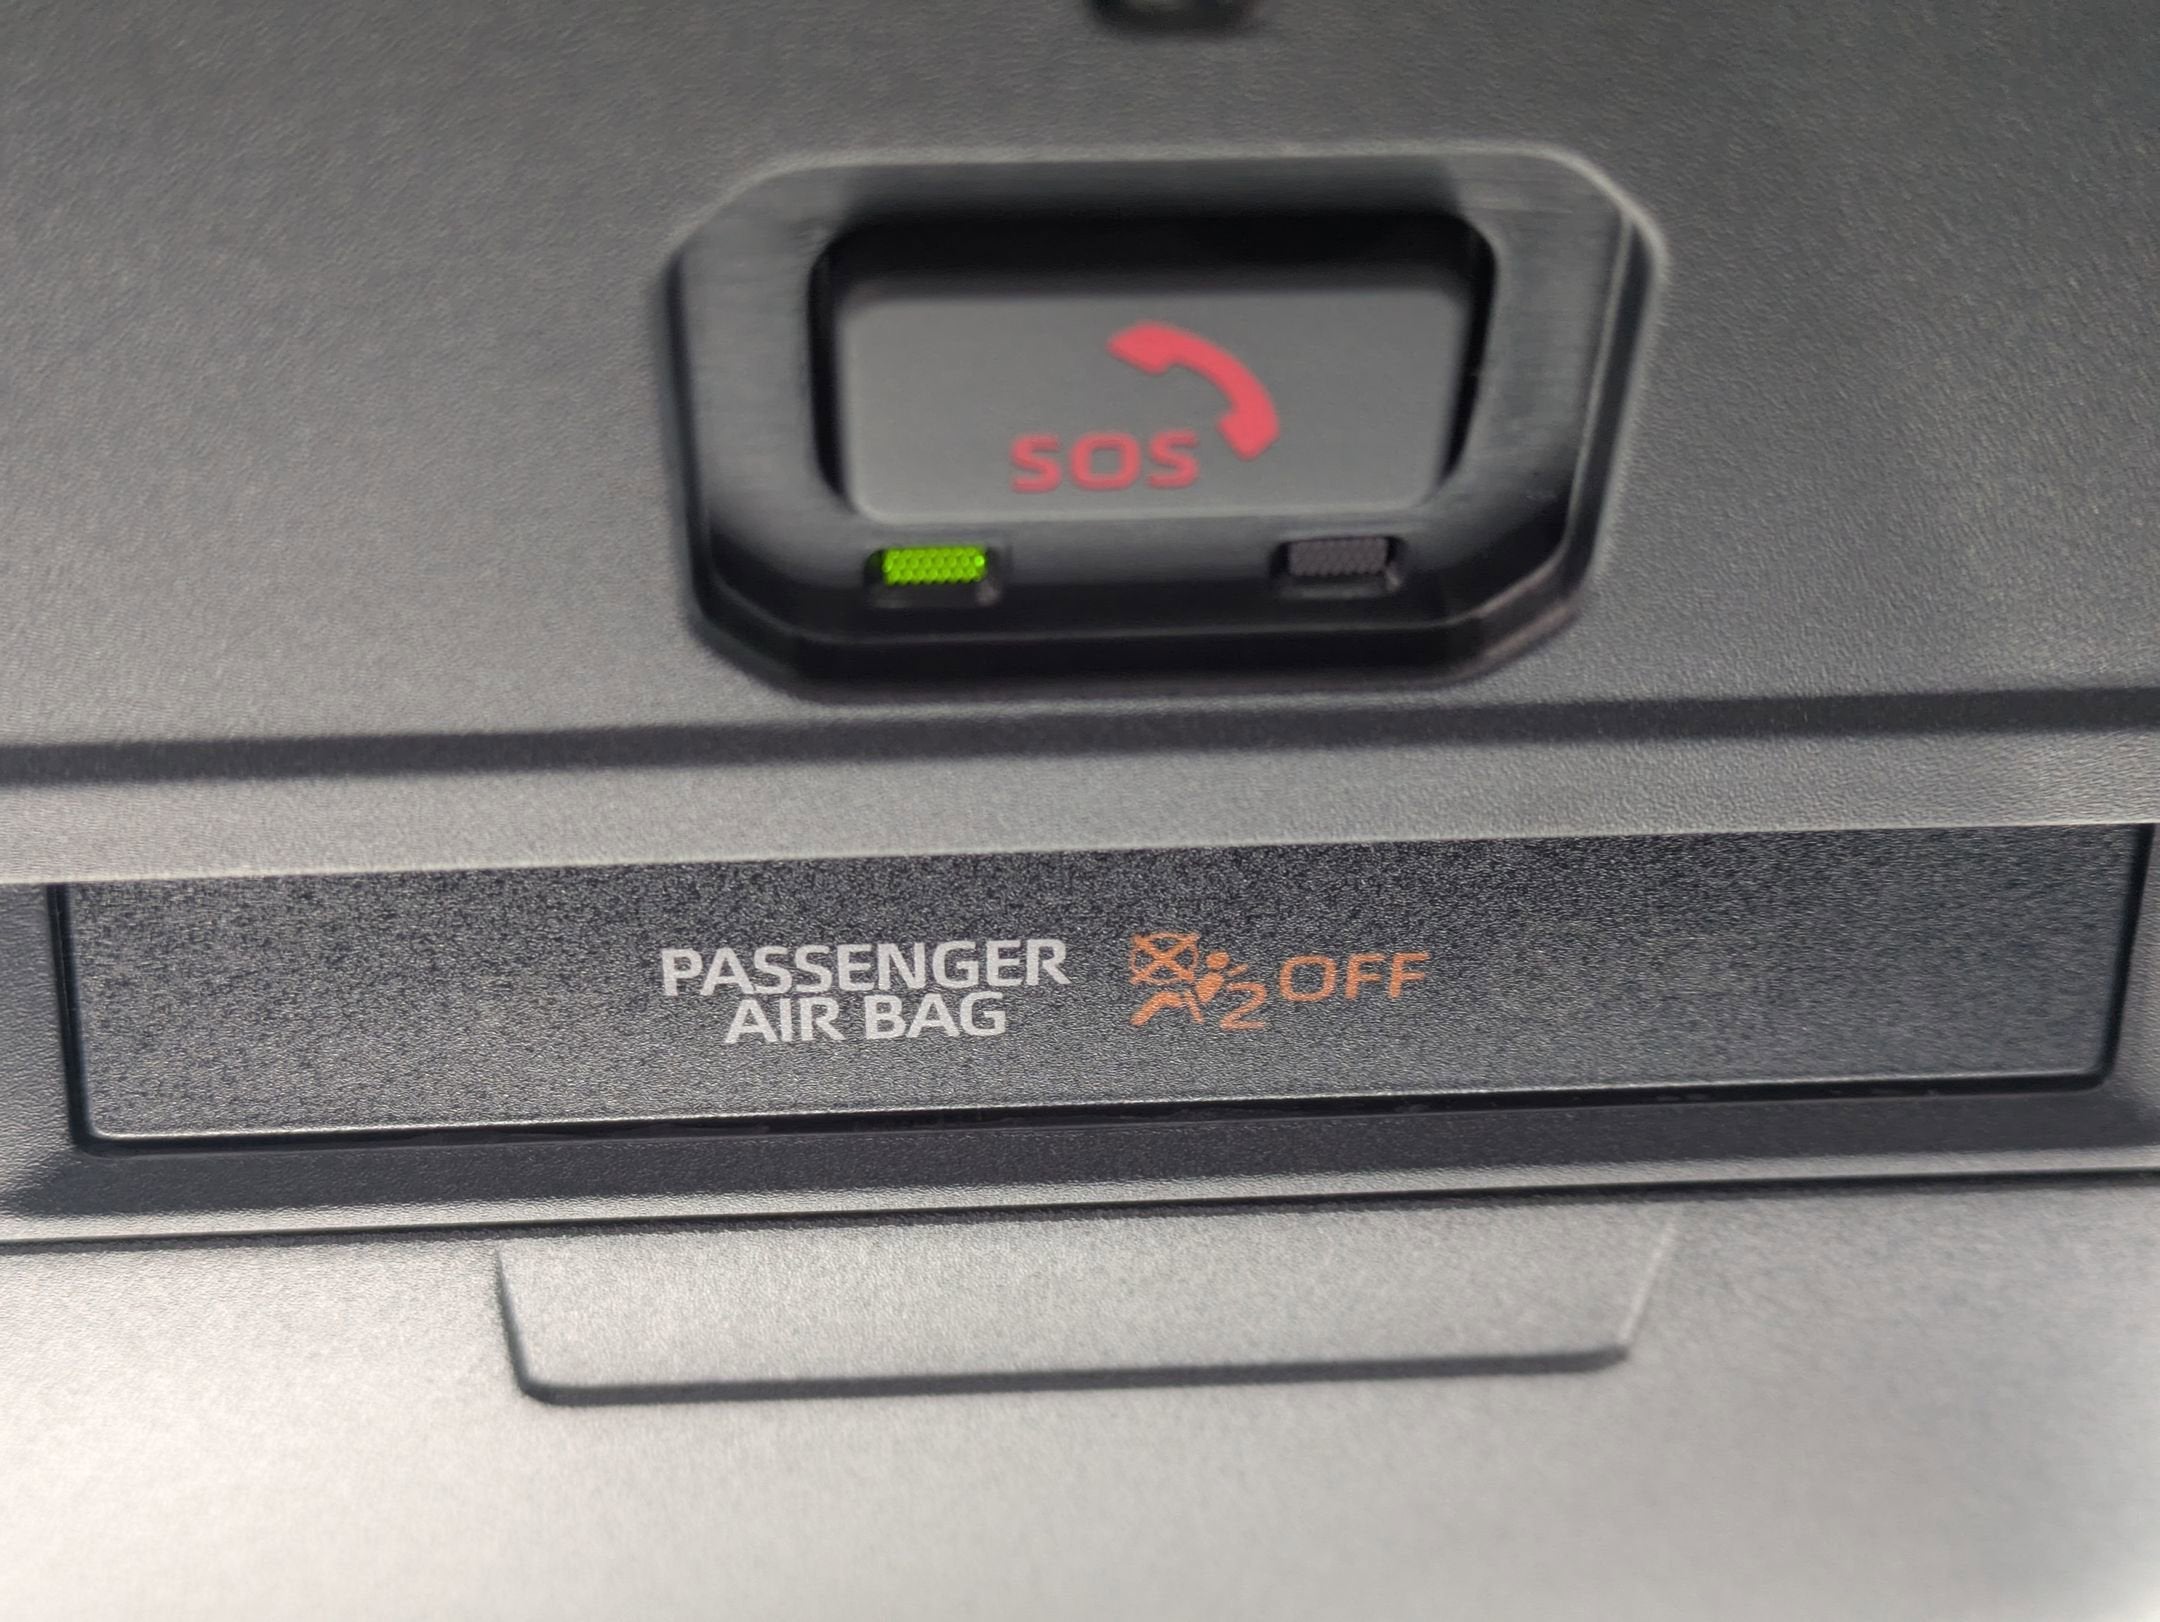 SOS
PASSENGER
AIR BAG
2 OFF